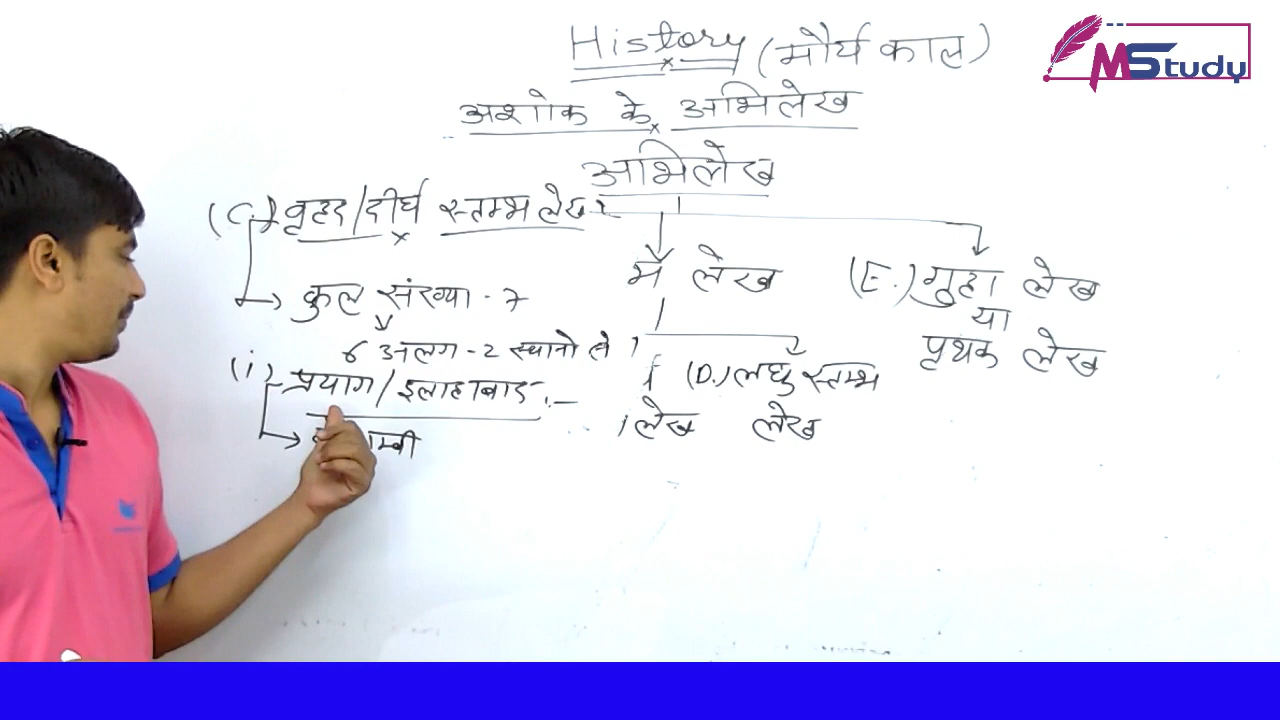 MStudy
History (मौर्य काल)
अशोक के अभिलेख
अभिलेख
(C.) वृहद/दीर्घ स्तम्भ लेख
लेख
(E.) गुहा लेख
या
पृथक लेख
कुल संख्या - 7
6 अलग-2 स्थानो से
(D.) लघु स्तम्भ
लेख
लेख
(i) प्रयाग/इलाहाबाद :-